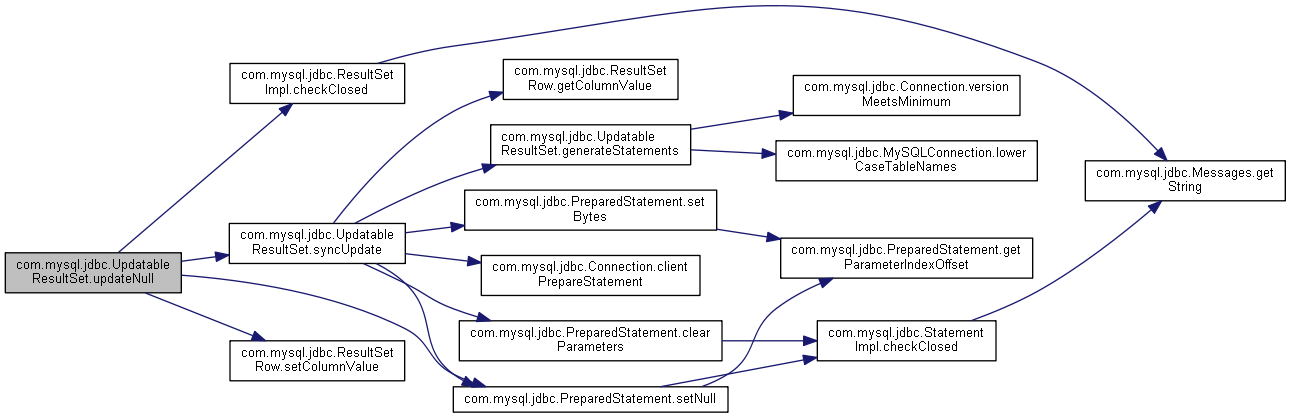 com.mysql.jdbc.Updatable
ResultSet.updateNull
com.mysql.jdbc.ResultSet
Impl.checkClosed
com.mysql.jdbc.Updatable
ResultSet.syncUpdate
com.mysql.jdbc.ResultSet
Row.setColumnValue
com.mysql.jdbc.ResultSet
Row.getColumnValue
com.mysql.jdbc.Updatable
ResultSet.generateStatements
com.mysql.jdbc.PreparedStatement.set
Bytes
com.mysql.jdbc.Connection.client
PrepareStatement
com.mysql.jdbc.PreparedStatement.clear
Parameters
com.mysql.jdbc.PreparedStatement.setNull
com.mysql.jdbc.Connection.version
MeetsMinimum
com.mysql.jdbc.MySQLConnection.lower
CaseTableNames
com.mysql.jdbc.PreparedStatement.get
ParameterIndexOffset
com.mysql.jdbc.Statement
Impl.checkClosed
com.mysql.jdbc.Messages.get
String